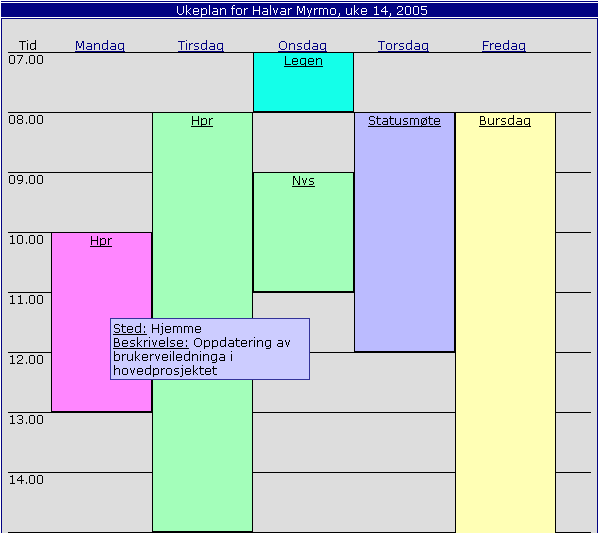 Ukeplan for Halvar Myrmo, uke 14, 2005
Tid Mandag Tirsdag Onsdag Torsdag Fredag
07.00 Legen
08.00 Hpr Statusmøte Bursdag
09.00 Nvs
10.00 Hpr
11.00
Sted: Hjemme
Beskrivelse: Oppdatering av
brukerveiledninga i
hovedprosjektet
12.00
13.00
14.00